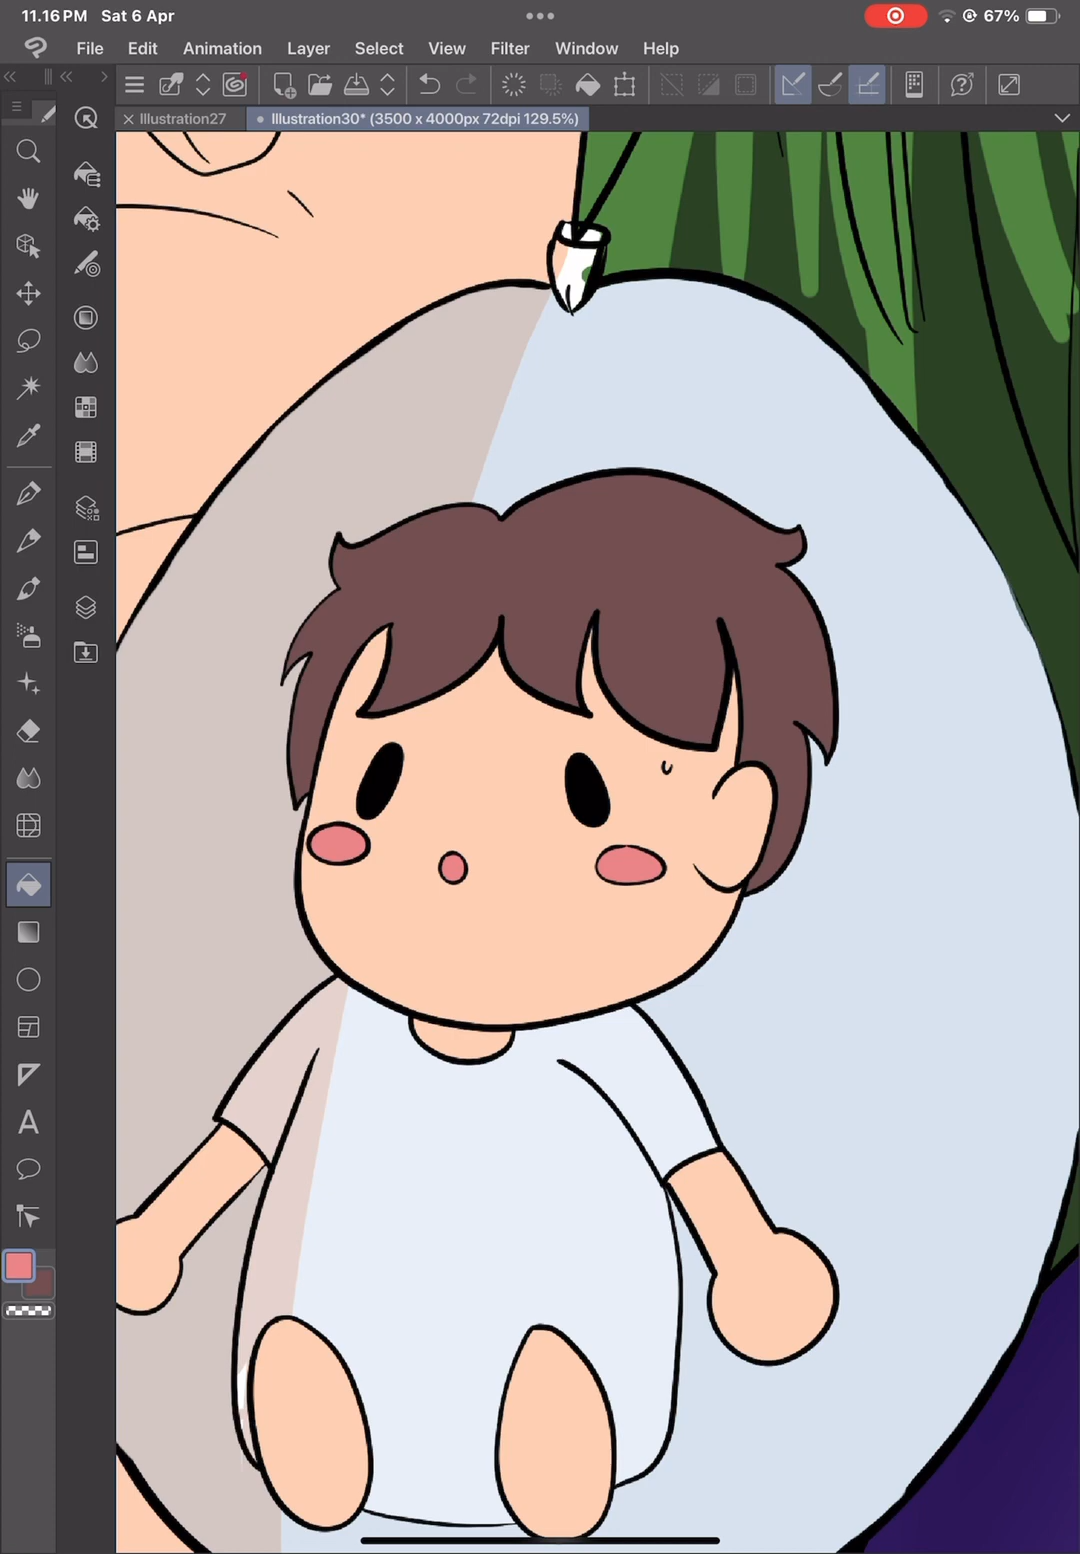 11.16 PM Sat 6 Apr 67%
File Edit Animation Layer Select View Filter Window Help
Illustration27 Illustration30* (3500 x 4000px 72dpi 129.5%)
A